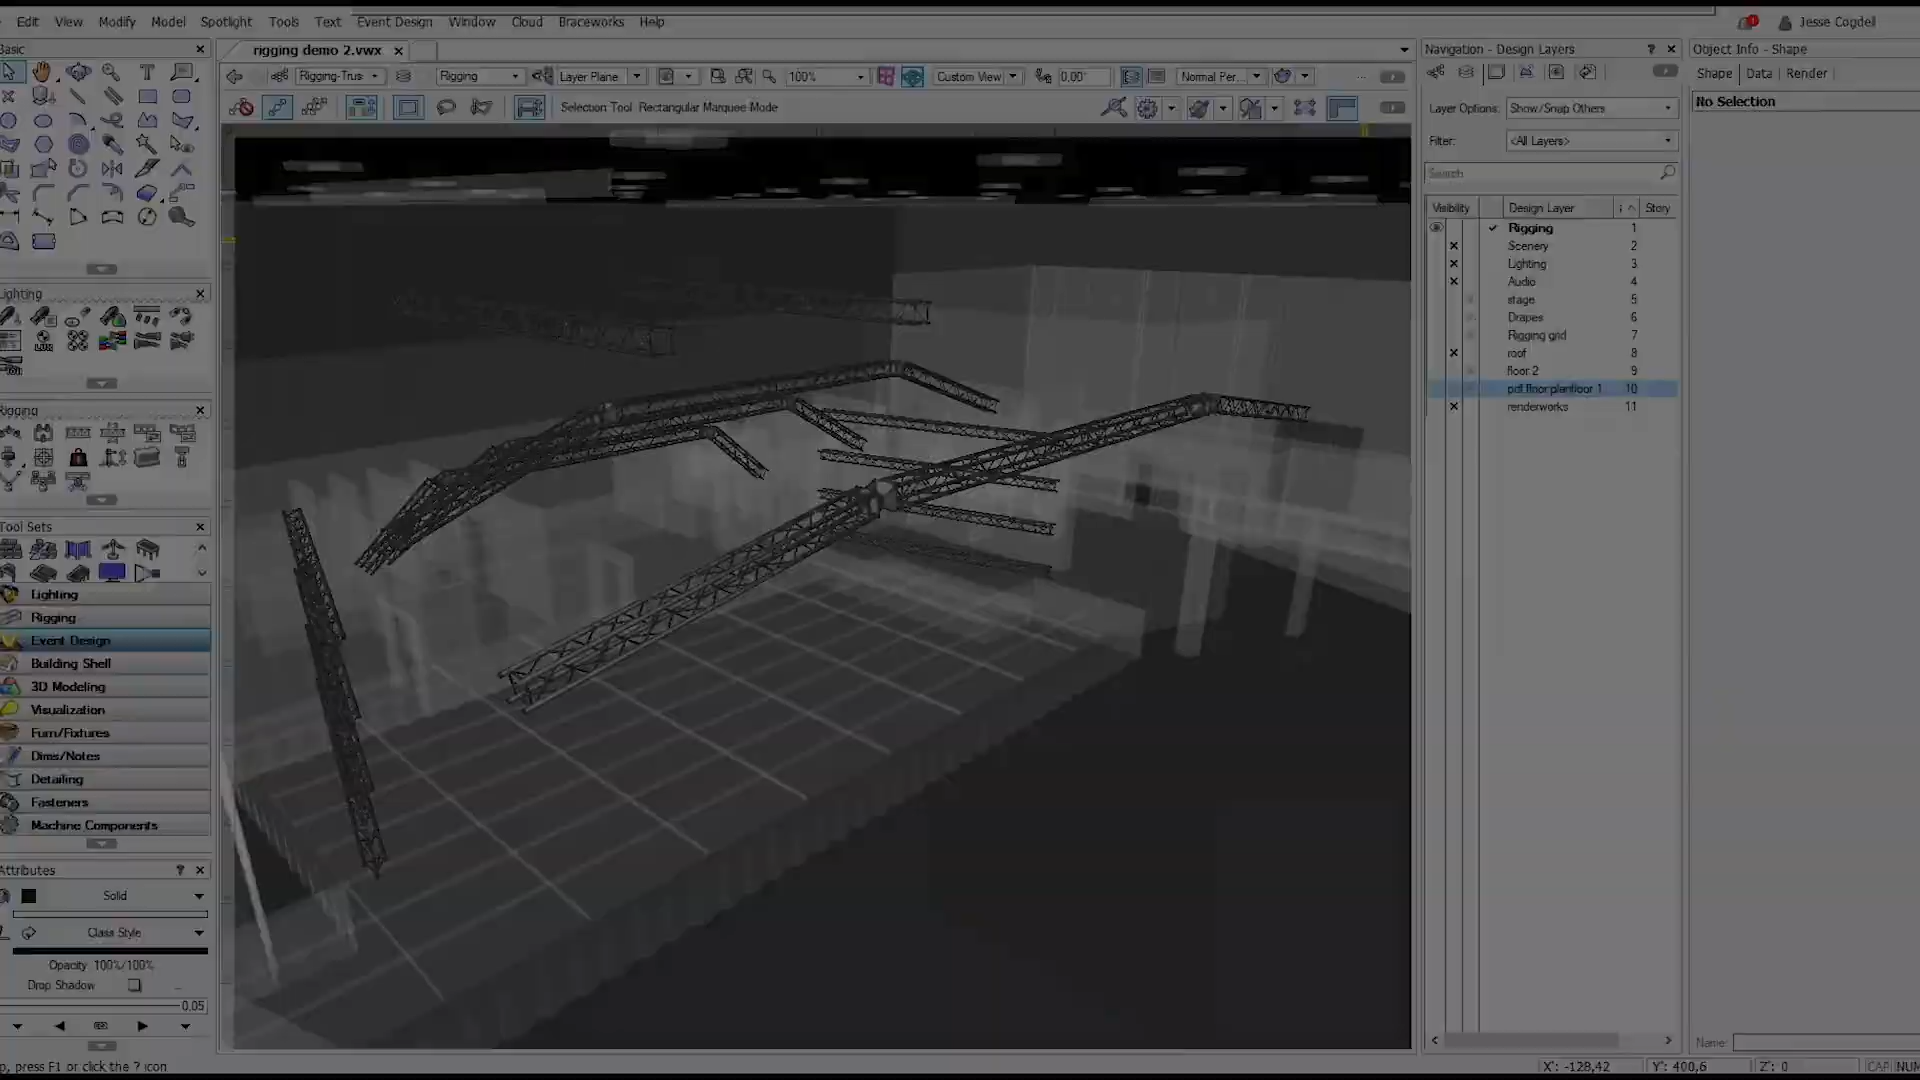 Edit View Modify Model Spotlight Tools Text Event Design Window Cloud Braceworks Help
Jesse Cogdell
Basic
rigging demo 2.vwx
Navigation - Design Layers
Object Info - Shape
Rigging-Trus
Rigging
Layer Plane
100%
Custom View
0,00°
Normal Per...
Shape Data Render
Selection Tool Rectangular Marquee Mode
Layer Options: Show/Snap Others
No Selection
Filter: <All Layers>
Search
Visibility Design Layer Story
Rigging 1
Scenery 2
Lighting 3
Audio 4
stage 5
Drapes 6
Rigging grid 7
roof 8
floor 2 9
pdf floor planfloor 1 10
renderworks 11
Lighting
Rigging
Tool Sets
Lighting
Rigging
Event Design
Building Shell
3D Modeling
Visualization
Furn/Fixtures
Dims/Notes
Detailing
Fasteners
Machine Components
Attributes
Solid
Class Style
Opacity 100%/100%
Drop Shadow
0.05
Name:
p, press F1 or click the ? icon
X: -128,42 Y: 400,6 Z: 0 CAP NUM